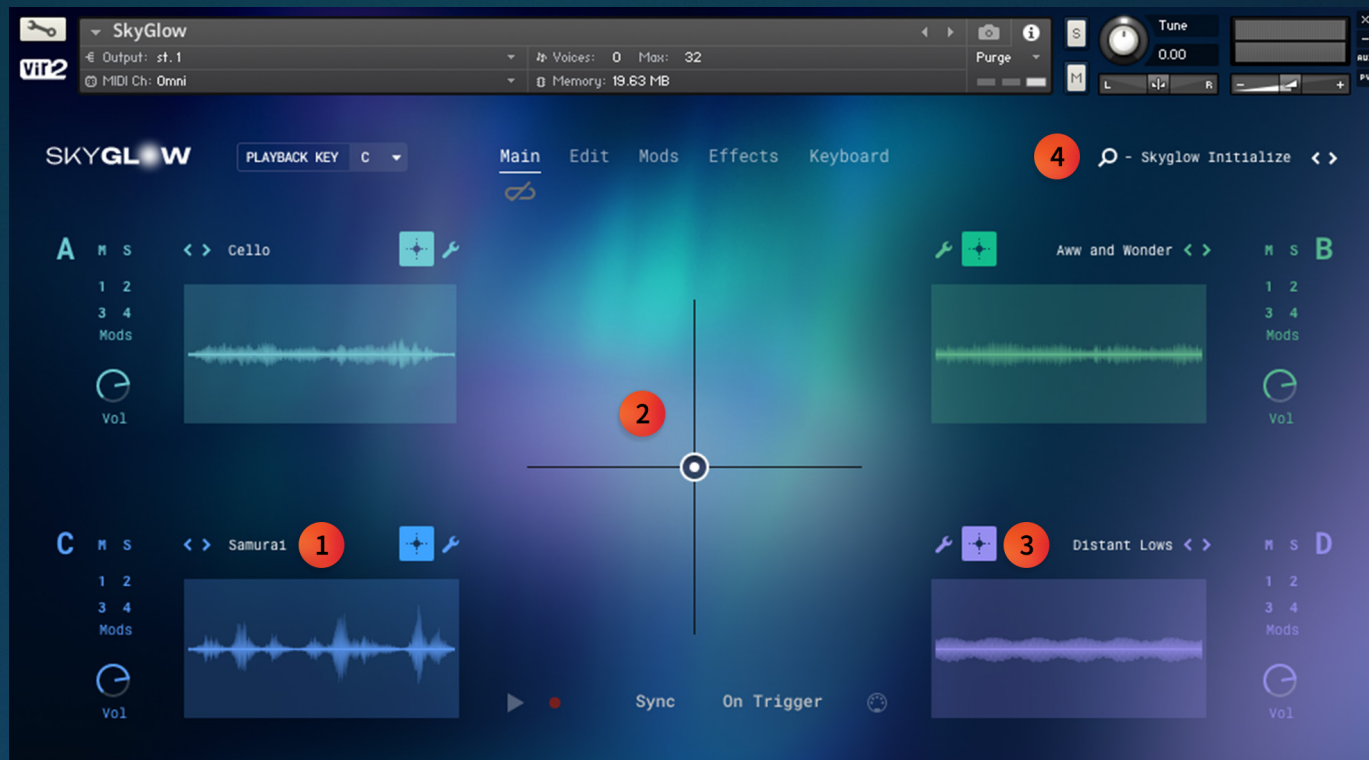 SkyGlow
Output: st.1
Voices: 0 Max: 32
Purge
MIDI Ch: Omni
Memory: 19.63 MB
S
M
Tune
0.00
L R
- +
AU
PV
Vir2
SKYGLOW
PLAYBACK KEY C
Main Edit Mods Effects Keyboard
4
- Skyglow Initialize
A M S
Cello
1 2
3 4
Mods
Vol
Aww and Wonder
M S B
1 2
3 4
Mods
Vol
2
C M S
Samurai
1
1 2
3 4
Mods
Vol
3
Distant Lows
M S D
1 2
3 4
Mods
Vol
Sync On Trigger